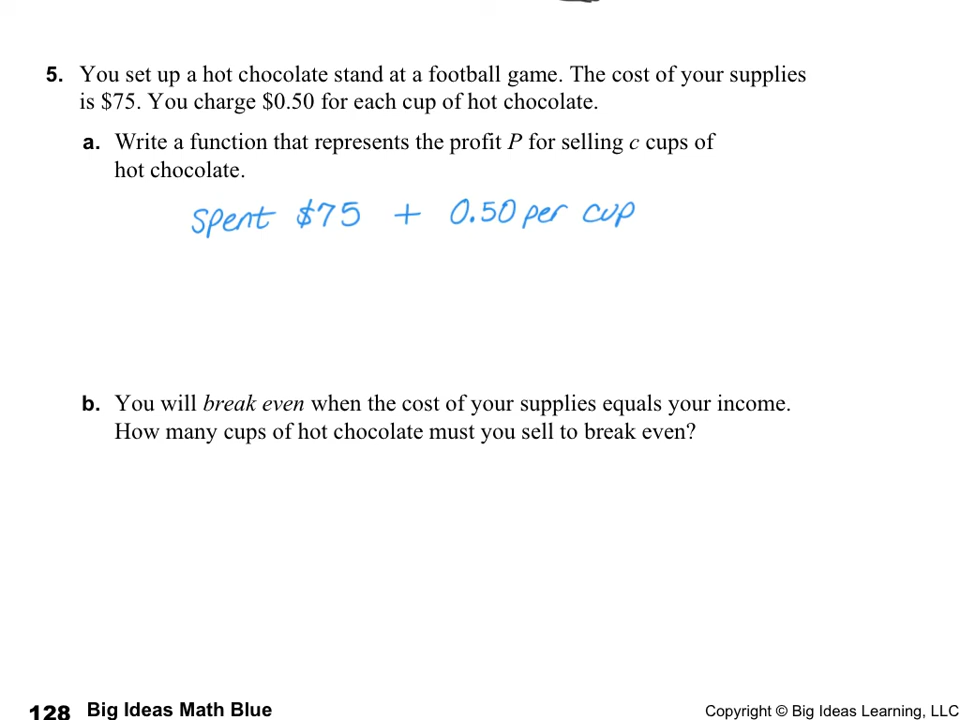 5. You set up a hot chocolate stand at a football game. The cost of your supplies
is $75. You charge $0.50 for each cup of hot chocolate.
a. Write a function that represents the profit P for selling c cups of
hot chocolate.
spent $75 + 0.50 per cup
b. You will break even when the cost of your supplies equals your income.
How many cups of hot chocolate must you sell to break even?
128 Big Ideas Math Blue
Copyright © Big Ideas Learning, LLC